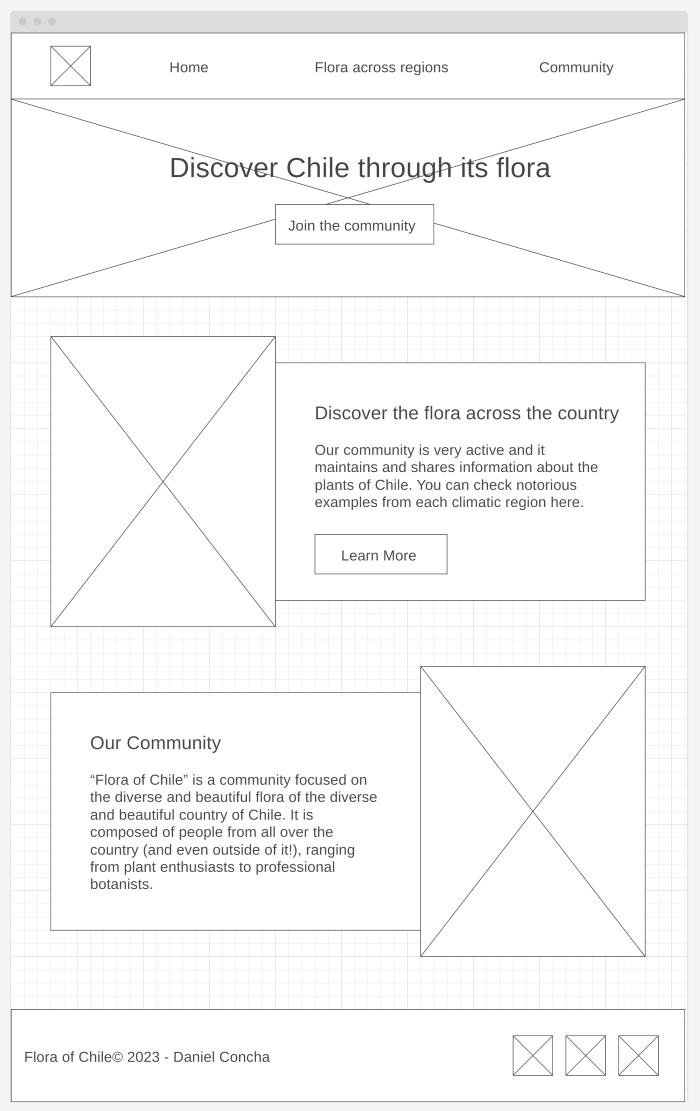 Home
Flora across regions
Community
Discover Chile through its flora
Join the community
Discover the flora across the country
Our community is very active and it
maintains and shares information about the
plants of Chile. You can check notorious
examples from each climatic region here.
Learn More
Our Community
“Flora of Chile” is a community focused on
the diverse and beautiful flora of the diverse
and beautiful country of Chile. It is
composed of people from all over the
country (and even outside of it!), ranging
from plant enthusiasts to professional
botanists.
Flora of Chile© 2023 - Daniel Concha